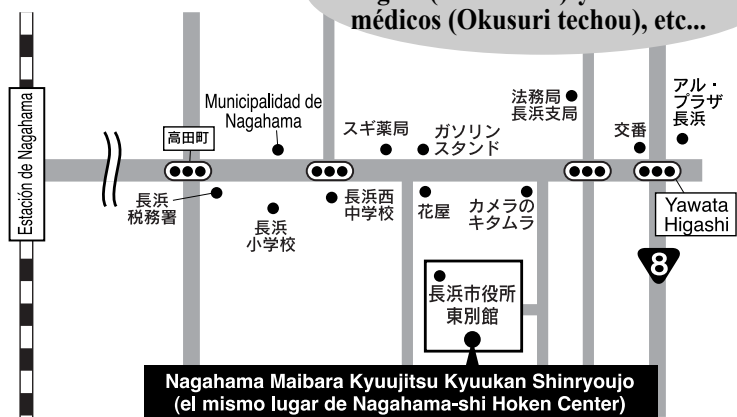 médicos (Okusuri techou), etc...
Estación de Nagahama
高田町
Municipalidad de
Nagahama
スギ薬局
ガソリン
スタンド
法務局
長浜支局
交番
アル・
プラザ
長浜
長浜
税務署
長浜
小学校
長浜西
中学校
花屋
カメラの
キタムラ
Yawata
Higashi
8
長浜市役所
東別館
Nagahama Maibara Kyuujitsu Kyuukan Shinryoujo
(el mismo lugar de Nagahama-shi Hoken Center)